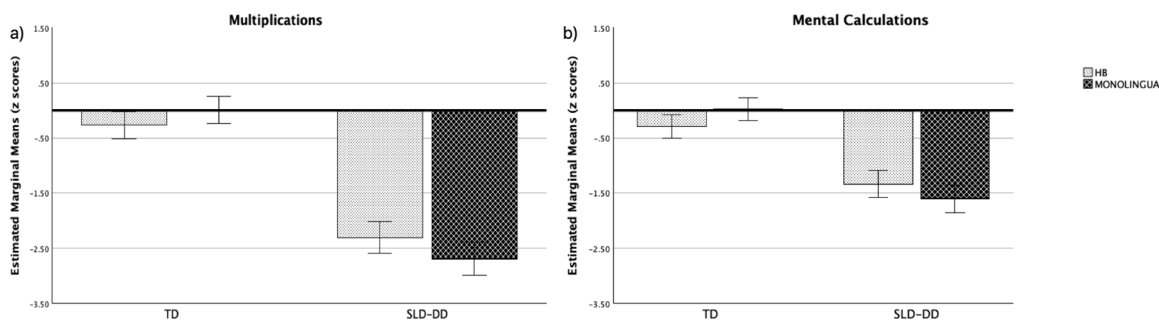 Multiplications
a)
Estimated Marginal Means (z scores)
1.50
.50
-.50
-1.50
-2.50
-3.50
TD
SLD-DD
Mental Calculations
b)
Estimated Marginal Means (z scores)
1.50
.50
-.50
-1.50
-2.50
-3.50
TD
SLD-DD
HB
MONOLINGUA